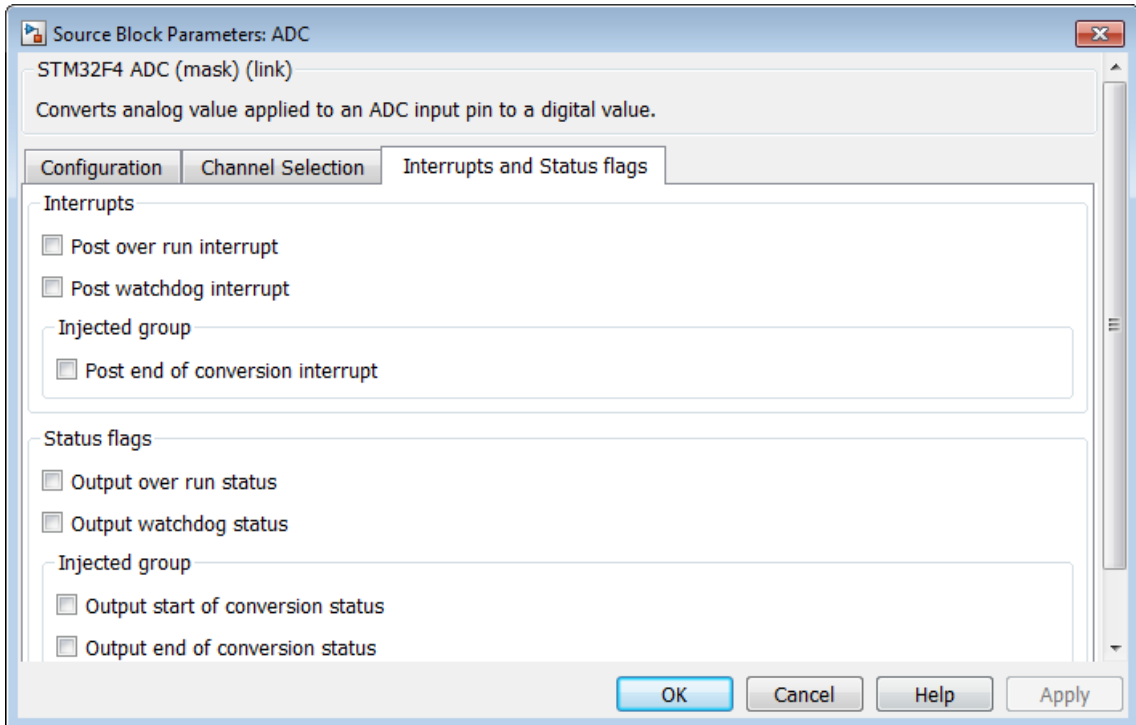 Source Block Parameters: ADC
STM32F4 ADC (mask) (link)
Converts analog value applied to an ADC input pin to a digital value.
Configuration Channel Selection Interrupts and Status flags
Interrupts
Post over run interrupt
Post watchdog interrupt
Injected group
Post end of conversion interrupt
Status flags
Output over run status
Output watchdog status
Injected group
Output start of conversion status
Output end of conversion status
OK Cancel Help Apply